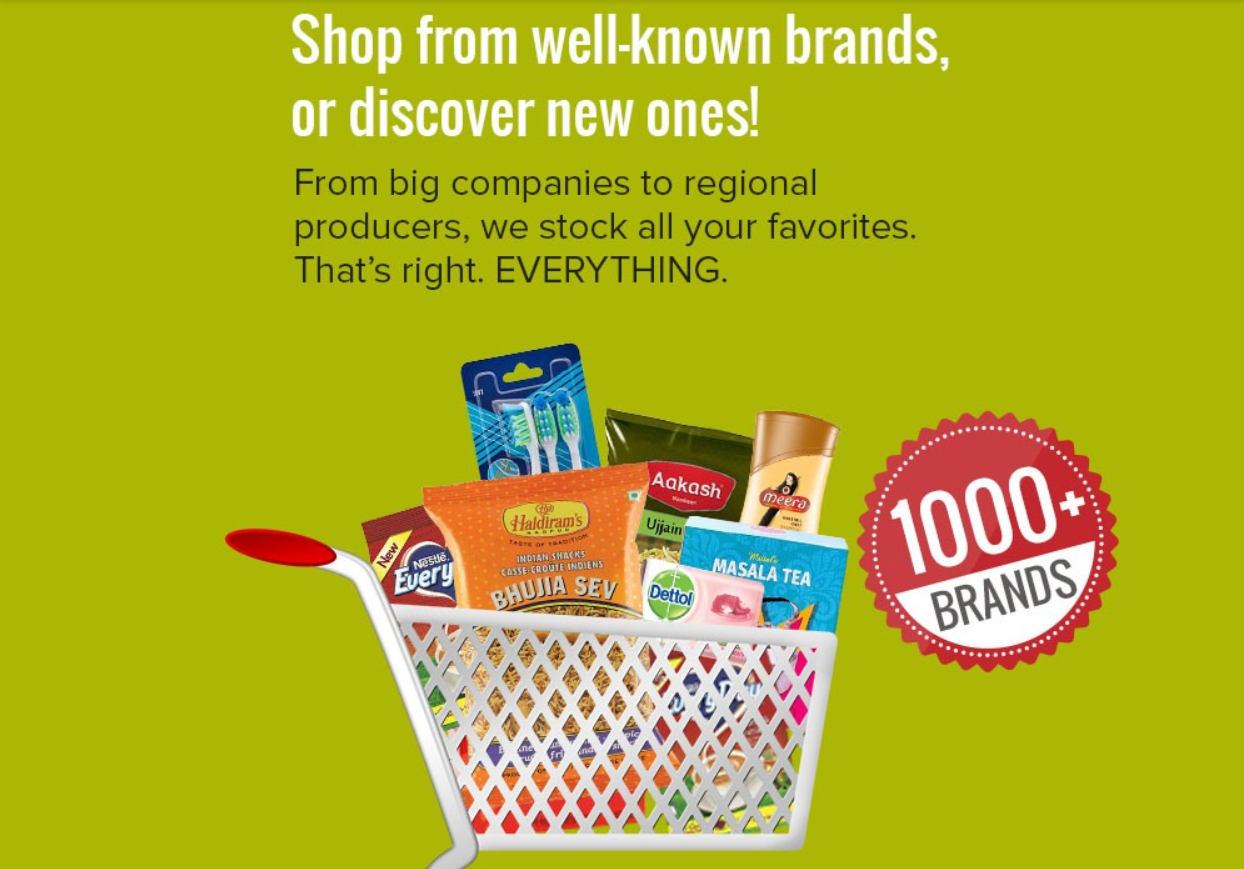 Shop from well-known brands,
or discover new ones!
From big companies to regional
producers, we stock all your favorites.
That's right. EVERYTHING.
Aakash
Namkeen
Ujjain
meera
Haldiram's
NAGPUR
TASTE OF TRADITION
INDIAN SNACKS
CASSE-CROUTE INDIENS
BHUJIA SEV
New
Nestlé
Every
MASALA TEA
Dettol
1000+
BRANDS